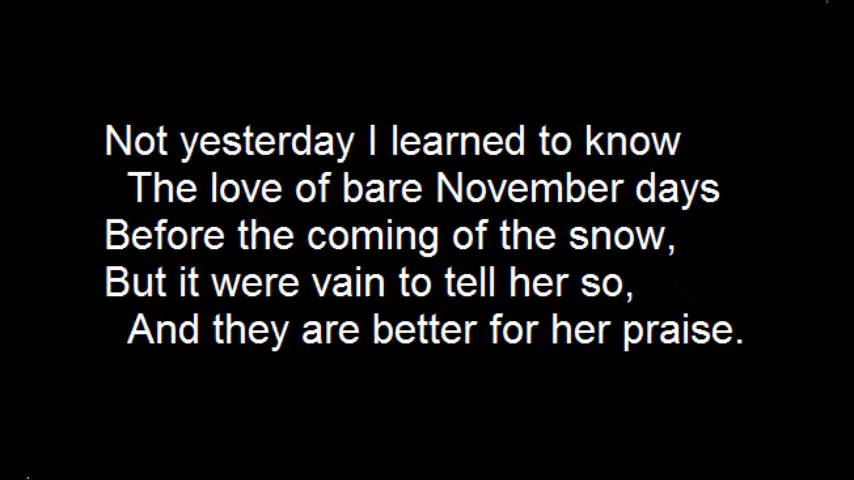 Not yesterday I learned to know
The love of bare November days
Before the coming of the snow,
But it were vain to tell her so,
And they are better for her praise.